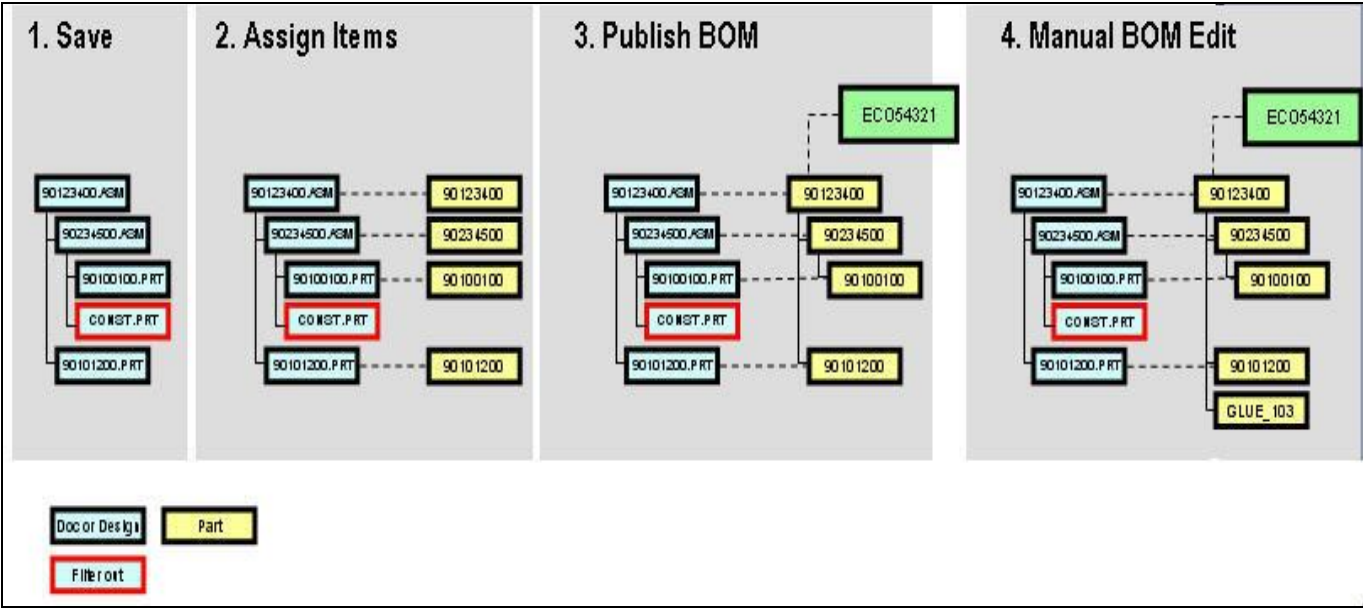 1. Save
2. Assign Items
3. Publish BOM
4. Manual BOM Edit
90123400.ASM
90234500.ASM
90100100.PRT
CONST.PRT
90101200.PRT
90123400.ASM
90123400
90234500.ASM
90234500
90100100.PRT
90100100
CONST.PRT
90101200.PRT
90101200
ECO54321
90123400.ASM
90123400
90234500.ASM
90234500
90100100.PRT
90100100
CONST.PRT
90101200.PRT
90101200
ECO54321
90123400.ASM
90123400
90234500.ASM
90234500
90100100.PRT
90100100
CONST.PRT
90101200.PRT
90101200
GLUE_103
Doc or Design
Part
Filter out